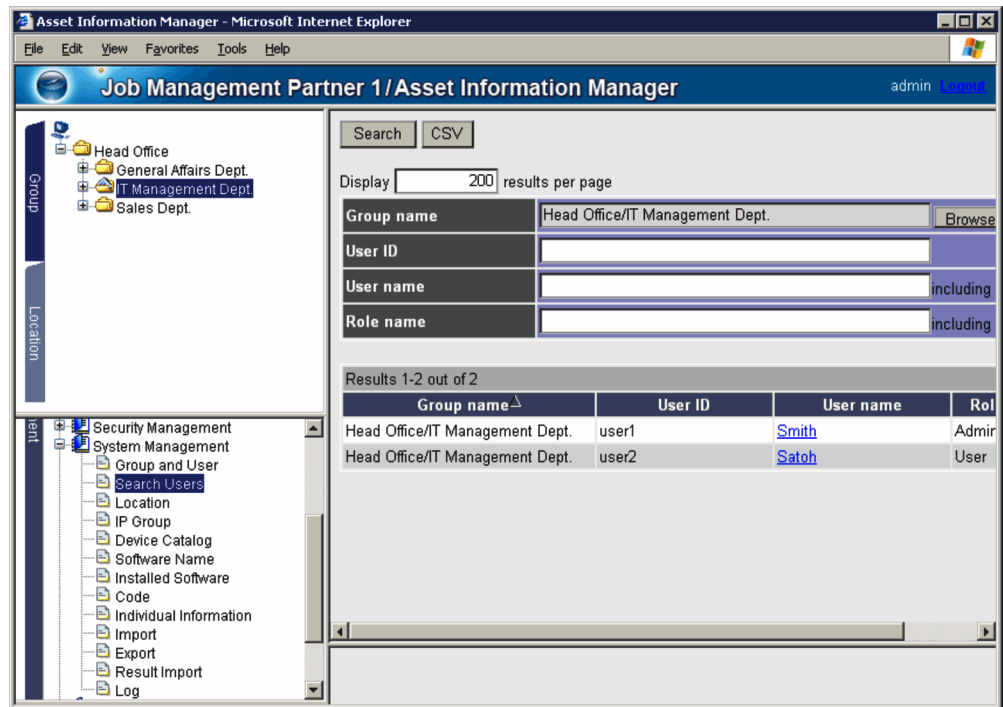 Asset Information Manager - Microsoft Internet Explorer
File Edit View Favorites Tools Help
Job Management Partner 1/Asset Information Manager
admin Logout
Group
Location
Head Office
General Affairs Dept.
IT Management Dept.
Sales Dept.
Search CSV
Display 200 results per page
Group name Head Office/IT Management Dept. Browse
User ID
User name including
Role name including
Results 1-2 out of 2
Group name User ID User name Rol
Head Office/IT Management Dept. user1 Smith Admir
Head Office/IT Management Dept. user2 Satoh User
ent
Security Management
System Management
Group and User
Search Users
Location
IP Group
Device Catalog
Software Name
Installed Software
Code
Individual Information
Import
Export
Result Import
Log